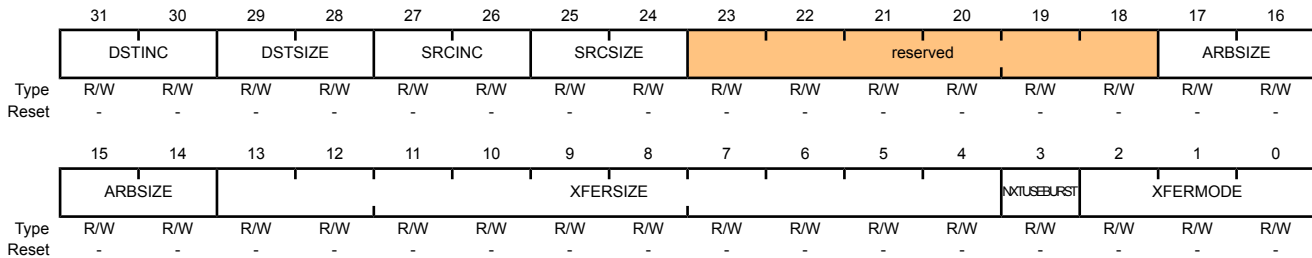 31 30 29 28 27 26 25 24 23 22 21 20 19 18 17 16
DSTINC DSTSIZE SRCINC SRCSIZE reserved ARBSIZE
Type R/W R/W R/W R/W R/W R/W R/W R/W R/W R/W R/W R/W R/W R/W R/W R/W
Reset - - - - - - - - - - - - - - - -
15 14 13 12 11 10 9 8 7 6 5 4 3 2 1 0
ARBSIZE XFERSIZE NXTUSEBURST XFERMODE
Type R/W R/W R/W R/W R/W R/W R/W R/W R/W R/W R/W R/W R/W R/W R/W R/W
Reset - - - - - - - - - - - - - - - -